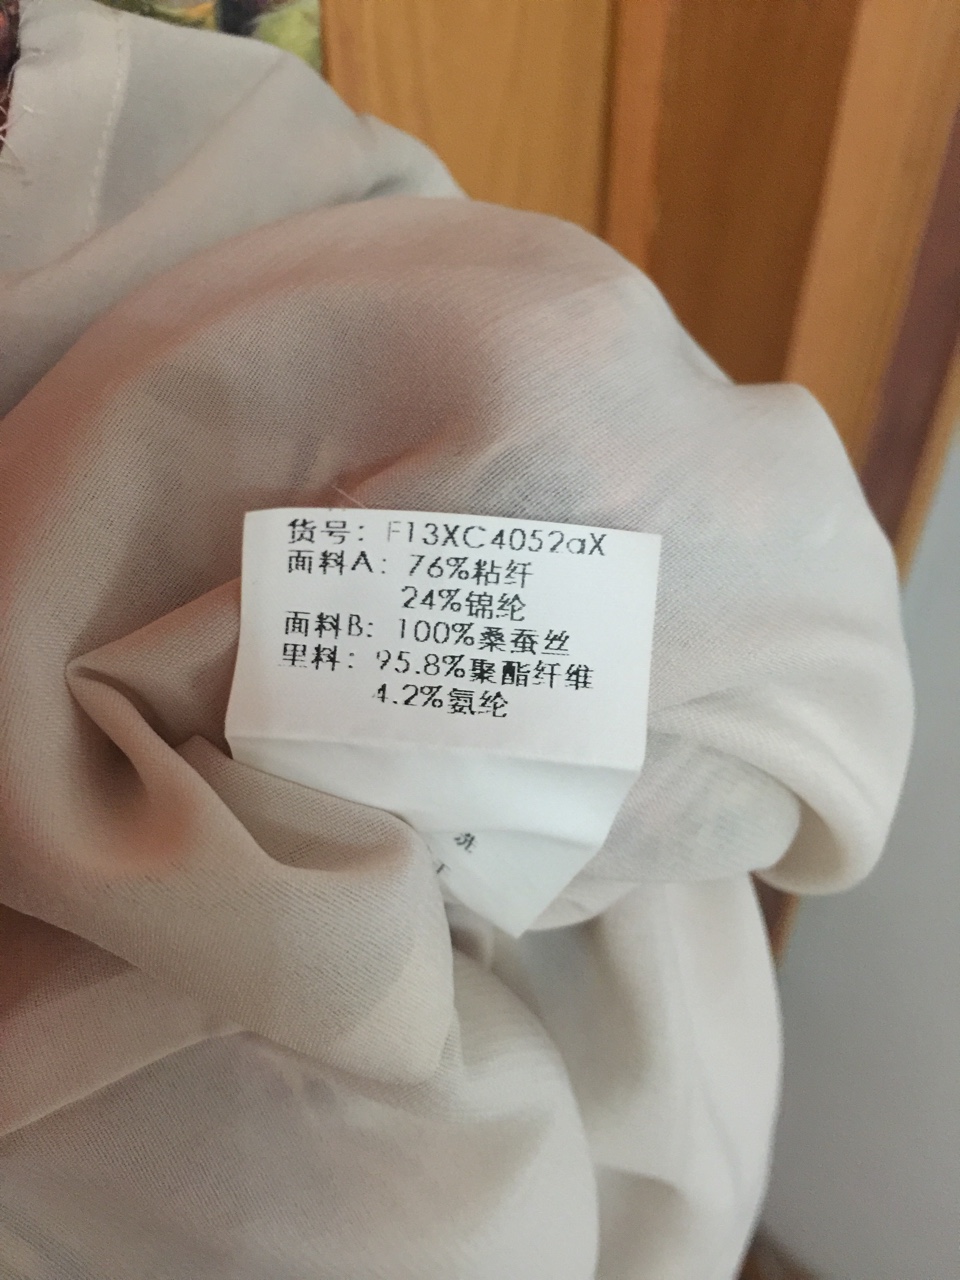 货号：F13XC4052aX
面料A：76%粘纤
24%锦纶
面料B：100%桑蚕丝
里料：95.8%聚酯纤维
4.2%氨纶
洗